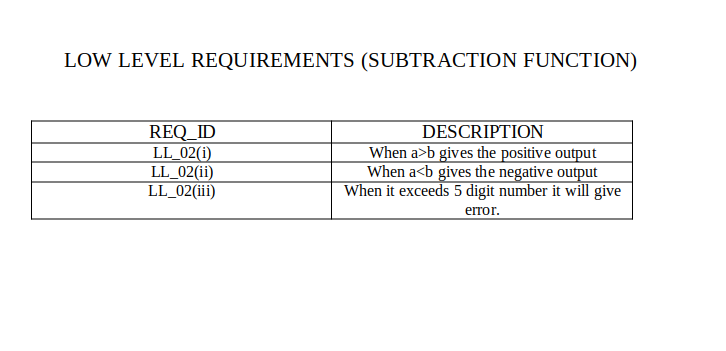 LOW LEVEL REQUIREMENTS (SUBTRACTION FUNCTION)
REQ_ID DESCRIPTION
LL_02(i) When a>b gives the positive output
LL_02(ii) When a<b gives the negative output
LL_02(iii) When it exceeds 5 digit number it will give
error.